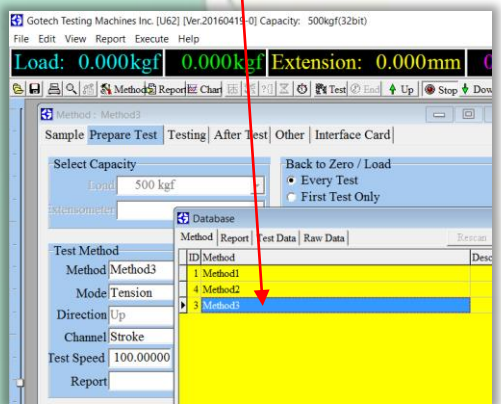 Gotech Testing Machines Inc. [U62] [Ver.20160419-0] Capacity: 500kgf(32bit)
File Edit View Report Execute Help
Load: 0.000kgf 0.000kgf Extension: 0.000mm
Method Report Chart Test End Up Stop Dow
Method : Method3
Sample Prepare Test Testing After Test Other Interface Card
Select Capacity
Back to Zero / Load
Load 500 kgf
Every Test
Extensometer
First Test Only
Database
Method Report Test Data Raw Data Rescan
ID Method Desc
1 Method1
4 Method2
3 Method3
Test Method
Method Method3
Mode Tension
Direction Up
Channel Stroke
Test Speed 100.00000
Report